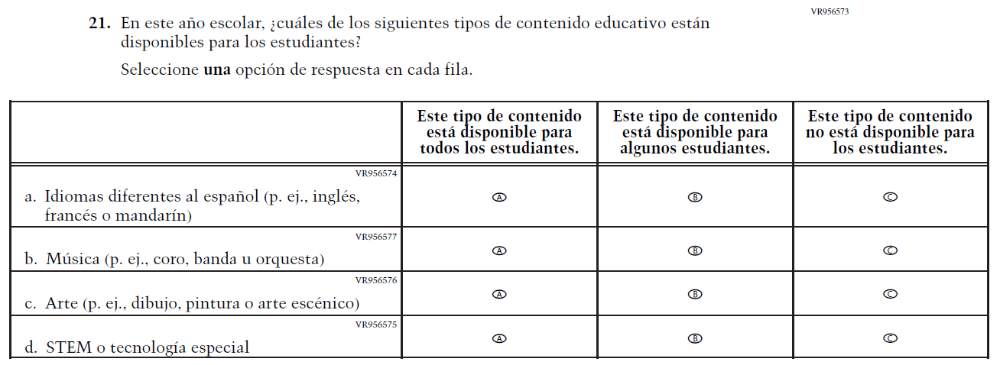 VR956573
21. En este año escolar, ¿cuáles de los siguientes tipos de contenido educativo están
disponibles para los estudiantes?
Seleccione una opción de respuesta en cada fila.
Este tipo de contenido
está disponible para
todos los estudiantes.
Este tipo de contenido
está disponible para
algunos estudiantes.
Este tipo de contenido
no está disponible para
los estudiantes.
VR956574
a. Idiomas diferentes al español (p. ej., inglés,
francés o mandarín)
A B C
VR956577
b. Música (p. ej., coro, banda u orquesta)
A B C
VR956576
c. Arte (p. ej., dibujo, pintura o arte escénico)
A B C
VR956575
d. STEM o tecnología especial
A B C